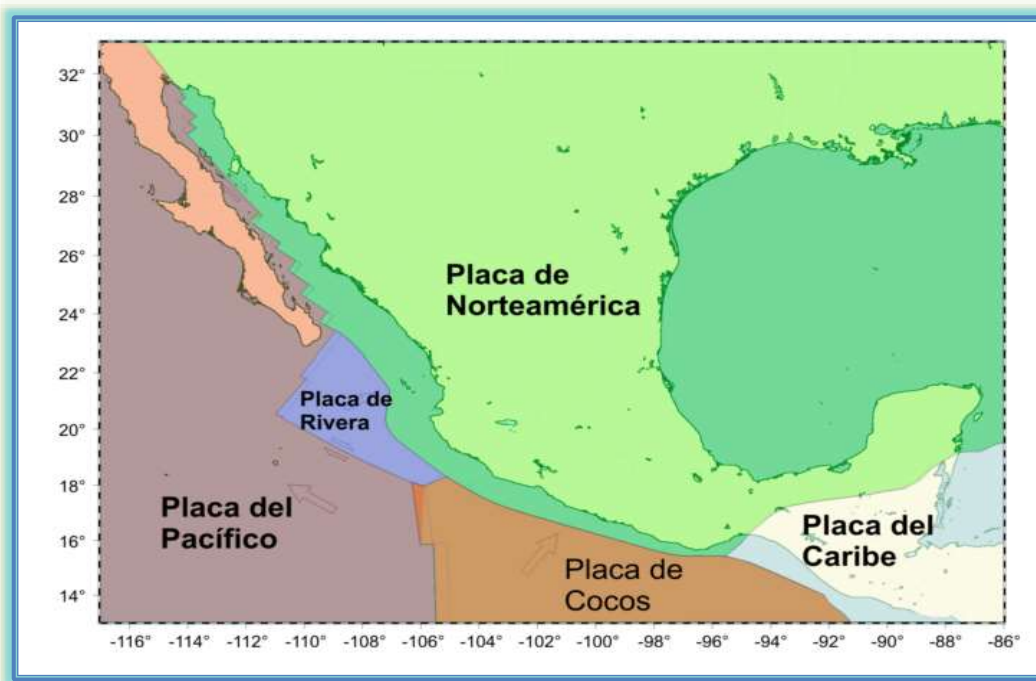 32°
30°
28°
26°
24°
22°
20°
18°
16°
14°
Placa de
Norteamérica
Placa de
Rivera
Placa del
Pacífico
Placa de
Cocos
Placa del
Caribe
-116° -114° -112° -110° -108° -106° -104° -102° -100° -98° -96° -94° -92° -90° -88° -86°